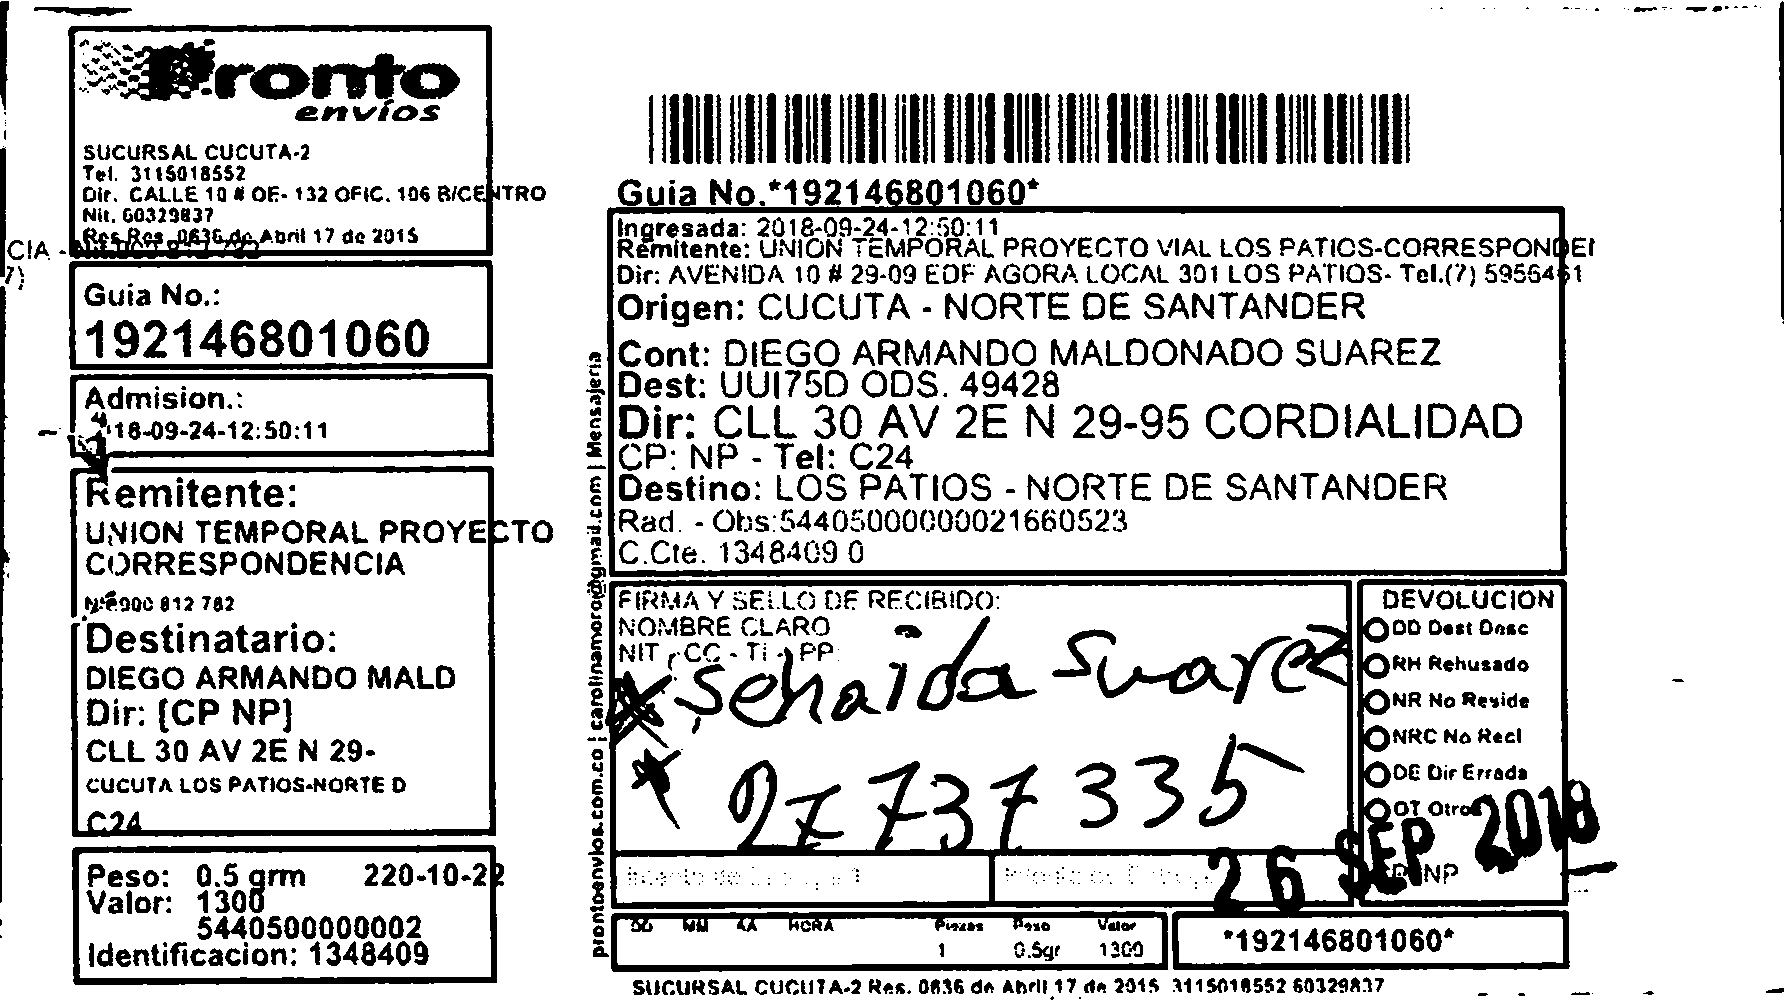 Pronto
envíos
SUCURSAL CUCUTA-2
Tel. 3115018552
Dir. CALLE 10 # OE- 132 OFIC. 106 B/CENTRO
Nit. 60329837
Res Res. 0636 de Abril 17 de 2015
CIA -
7)
Guia No.:
192146801060
Admision.:
18-09-24-12:50:11
Remitente:
UNION TEMPORAL PROYECTO
CORRESPONDENCIA
900 812 782
Destinatario:
DIEGO ARMANDO MALD
Dir: [CP NP]
CLL 30 AV 2E N 29-
CUCUTA LOS PATIOS-NORTE D
C24
Peso: 0.5 grm 220-10-22
Valor: 1300
5440500000002
Identificacion: 1348409
prontoenvios.com.co | carolinamoro@gmail.com | Mensajeria
Guia No.*192146801060*
Ingresada: 2018-09-24-12:50:11
Remitente: UNION TEMPORAL PROYECTO VIAL LOS PATIOS-CORRESPONDEI
Dir: AVENIDA 10 # 29-09 EDF AGORA LOCAL 301 LOS PATIOS- Tel.(7) 5956461
Origen: CUCUTA - NORTE DE SANTANDER
Cont: DIEGO ARMANDO MALDONADO SUAREZ
Dest: UUI75D ODS. 49428
Dir: CLL 30 AV 2E N 29-95 CORDIALIDAD
CP: NP - Tel: C24
Destino: LOS PATIOS - NORTE DE SANTANDER
Rad. - Obs:54405000000021660523
C.Cte. 1348409 0
FIRMA Y SELLO DE RECIBIDO:
NOMBRE CLARO
NIT - CC - Ti - PP
Sehaida Suarez
27737335
DEVOLUCION
DD Dest Desc
RH Rehusado
NR No Reside
NRC No Recl
DE Dir Errada
OT Otros
NP
26 SEP 2018
DD MM AA HORA Piezas Peso Valor
1 0.5gr 1300
*192146801060*
SUCURSAL CUCUTA-2 Res. 0636 de Abril 17 de 2015 3115018552 60329837